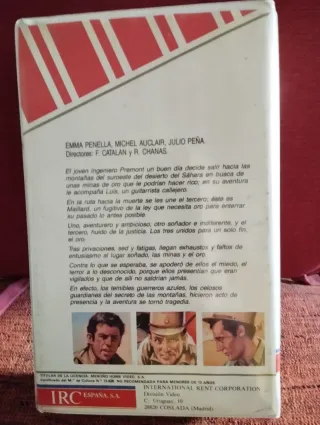 EMMA PENELLA, MICHEL AUCLAIR, JULIO PEÑA.
Directores: F. CATALAN y R. CHANAS.
El joven ingeniero Premont un buen día decide salir hacia las
montañas del suroeste del desierto del Sáhara en busca de
unas minas de oro que le podrían hacer rico; en su aventura
le acompaña Luis, un guitarrista callejero.
En la ruta hacia la muerte se les une el tercero, éste es
Maillard, un fugitivo de la ley que necesita oro para enterrar
su pasado lo antes posible.
Uno, aventurero y ambicioso, otro soñador e indiferente, y el
tercero, huido de la justicia. Los tres unidos para un solo fin,
el oro.
Tras privaciones, sed y fatigas, llegan exhaustos y faltos de
entusiasmo al lugar soñado, las minas y el oro.
Contra lo que se esperaba, se apoderó de ellos el miedo, el
terror a lo desconocido, porque ellos presentían que eran
vigilados y que de allí no saldrían jamás.
En efecto, los temibles guerreros azules, los celosos
guardianes del secreto de las montañas, hicieron acto de
presencia y la aventura se tornó tragedia.
IRC
ESPAÑA, S.A.
INTERNATIONAL RENT CORPORATION
División Video
C. Uruguay, 10
28820 COSLADA (Madrid)